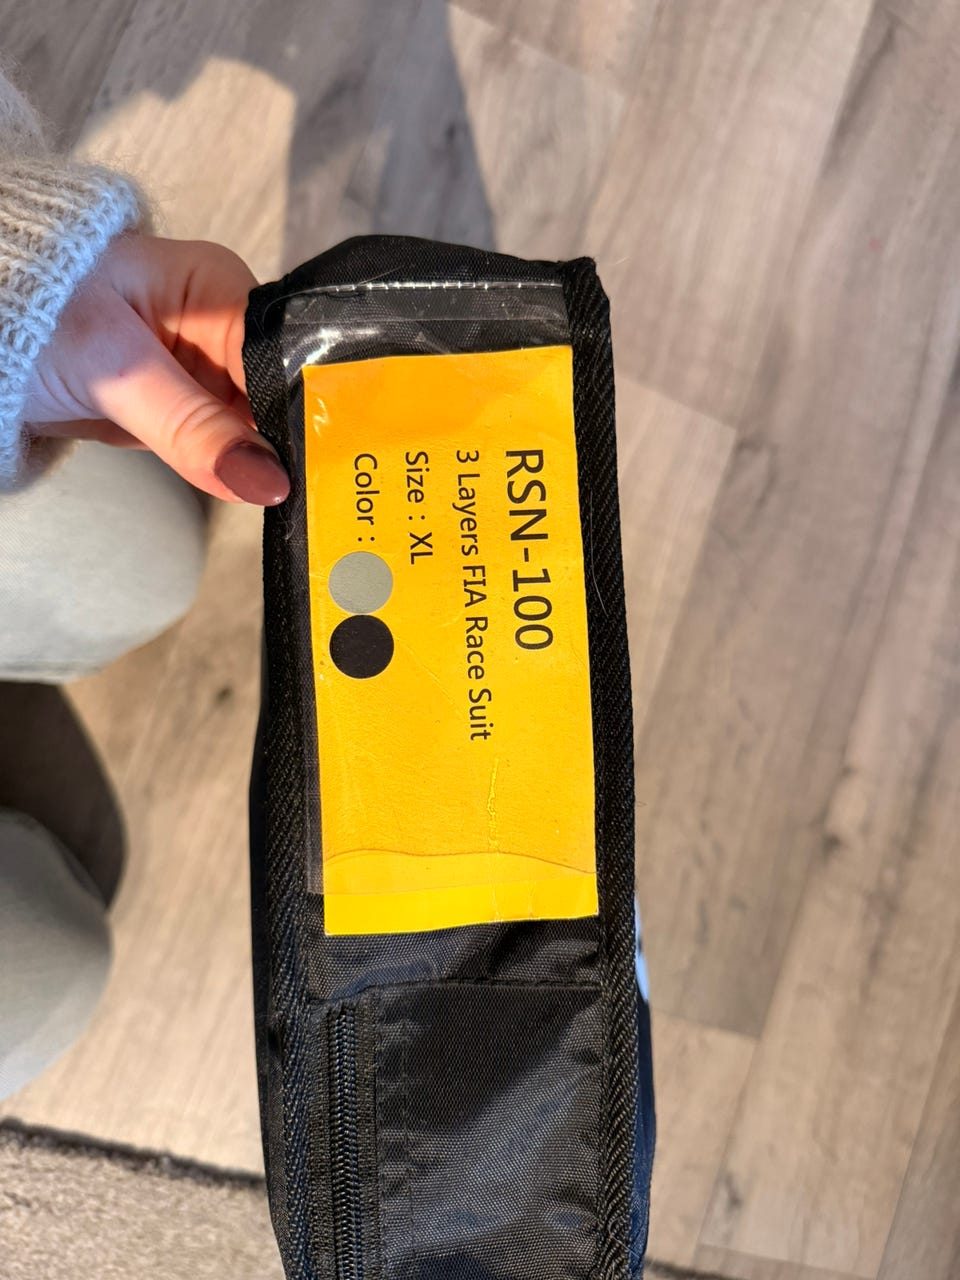 RSN-100
3 Layers FIA Race Suit
Size : XL
Color :